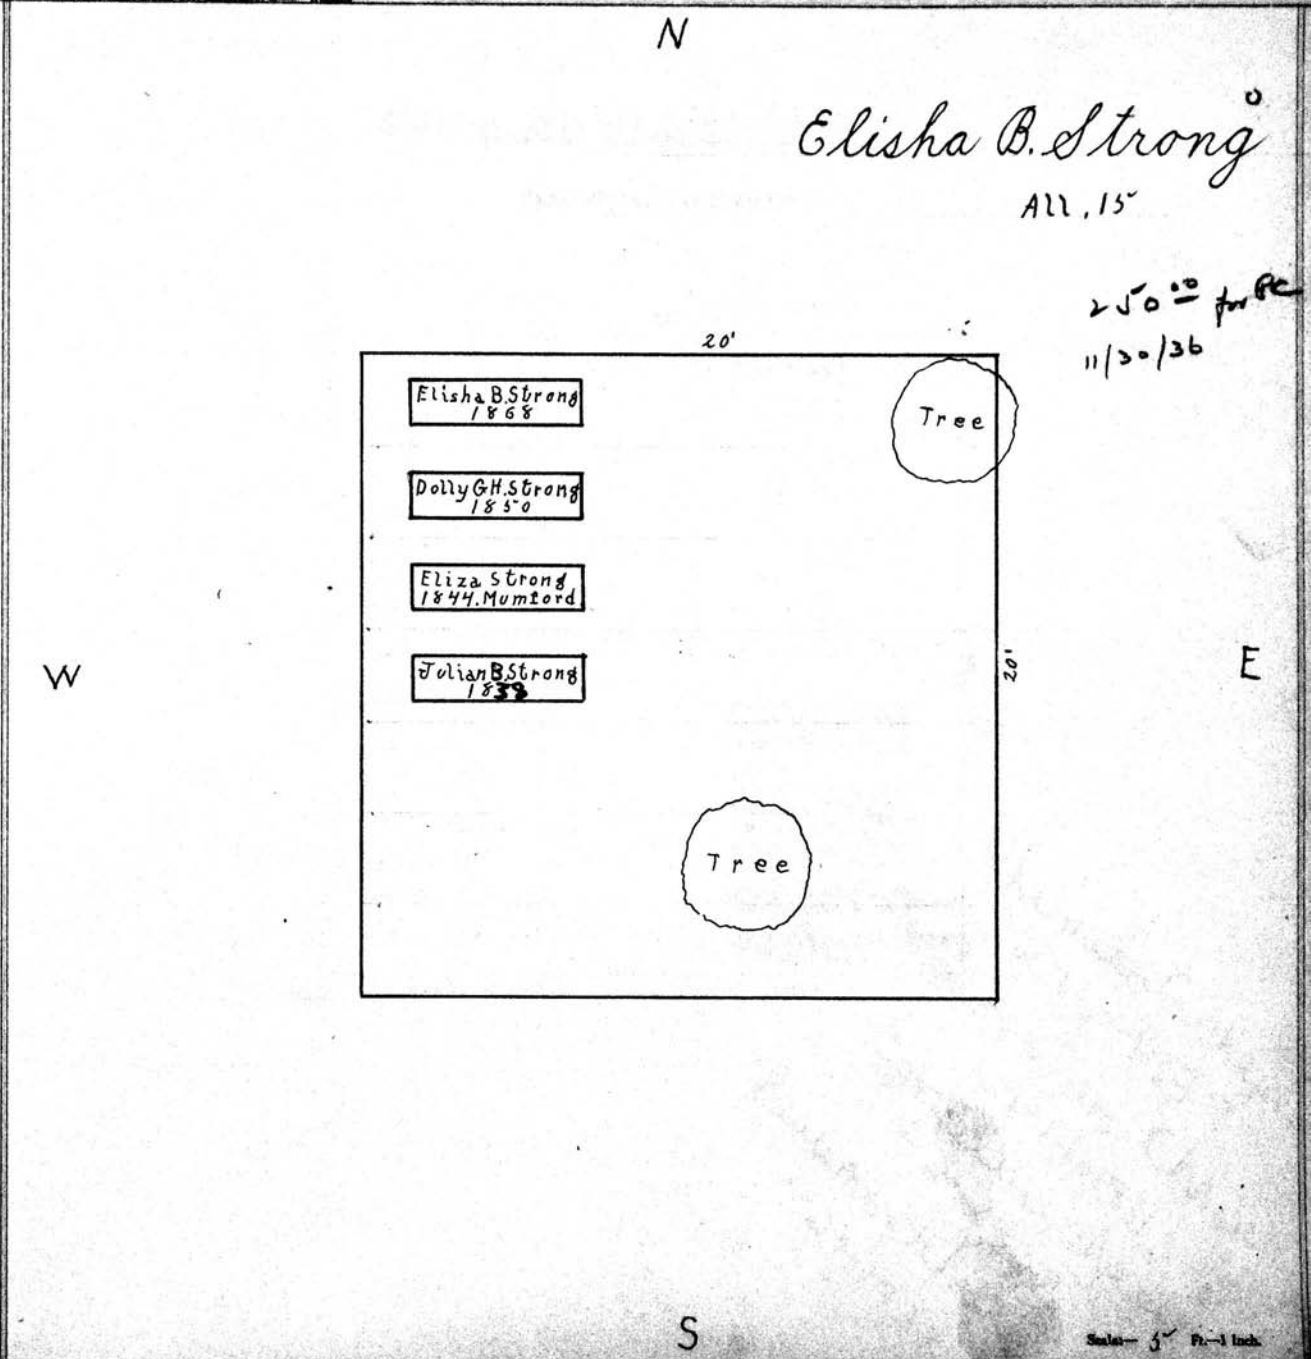 N
Elisha B. Strong
All. 15
250.00 for PC
11/30/36
20'
Elisha B. Strong
1868
Tree
Dolly G.H. Strong
1850
Eliza Strong
1844. Mumford
W
20'
E
Julian B. Strong
1838
Tree
S
Scale:— 5 Ft.—1 Inch.